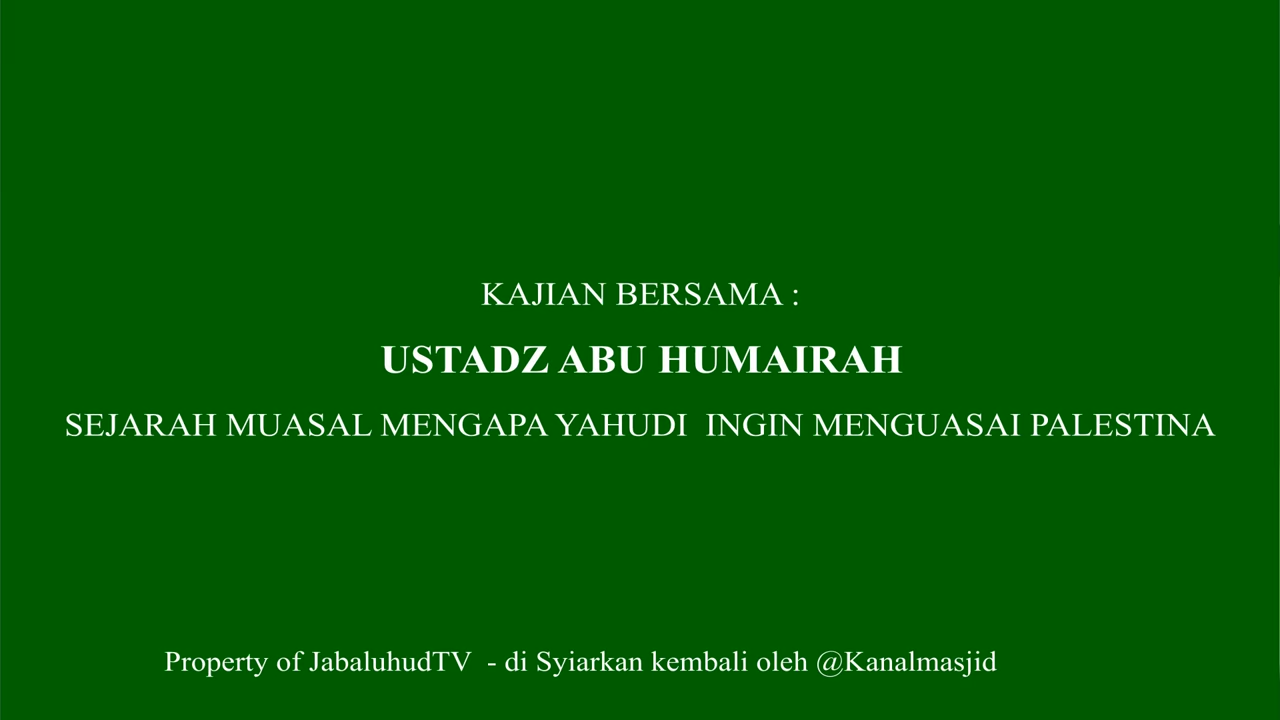 KAJIAN BERSAMA :
USTADZ ABU HUMAIRAH
SEJARAH MUASAL MENGAPA YAHUDI  INGIN MENGUASAI PALESTINA
Property of JabaluhudTV  - di Syiarkan kembali oleh @Kanalmasjid